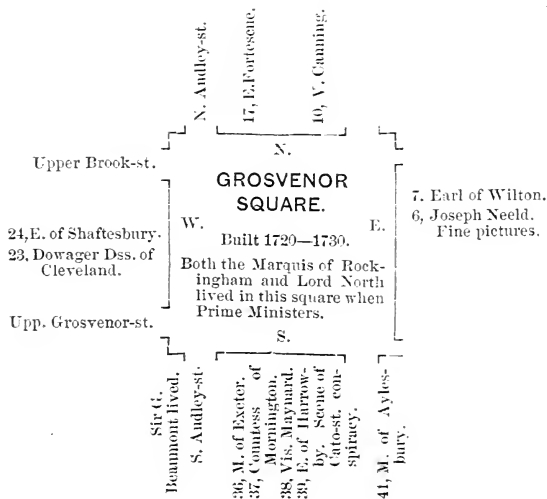 N. Audley-st.
17, E. Fortescue.
10, V. Canning.
N.
Upper Brook-st.
GROSVENOR
SQUARE.
W.
E.
Built 1720—1730.
Both the Marquis of Rock-
ingham and Lord North
lived in this square when
Prime Ministers.
S.
24, E. of Shaftesbury.
23, Dowager Dss. of
Cleveland.
7. Earl of Wilton.
6, Joseph Neeld.
Fine pictures.
Upp. Grosvenor-st.
Sir G.
Beaumont lived.
S. Audley-st.
36, M. of Exeter.
37, Countess of
Mornington.
38, Vis. Maynard.
39, E. of Harrow-
by. Scene of
Cato-st. con-
spiracy.
41, M. of Ayles-
bury.